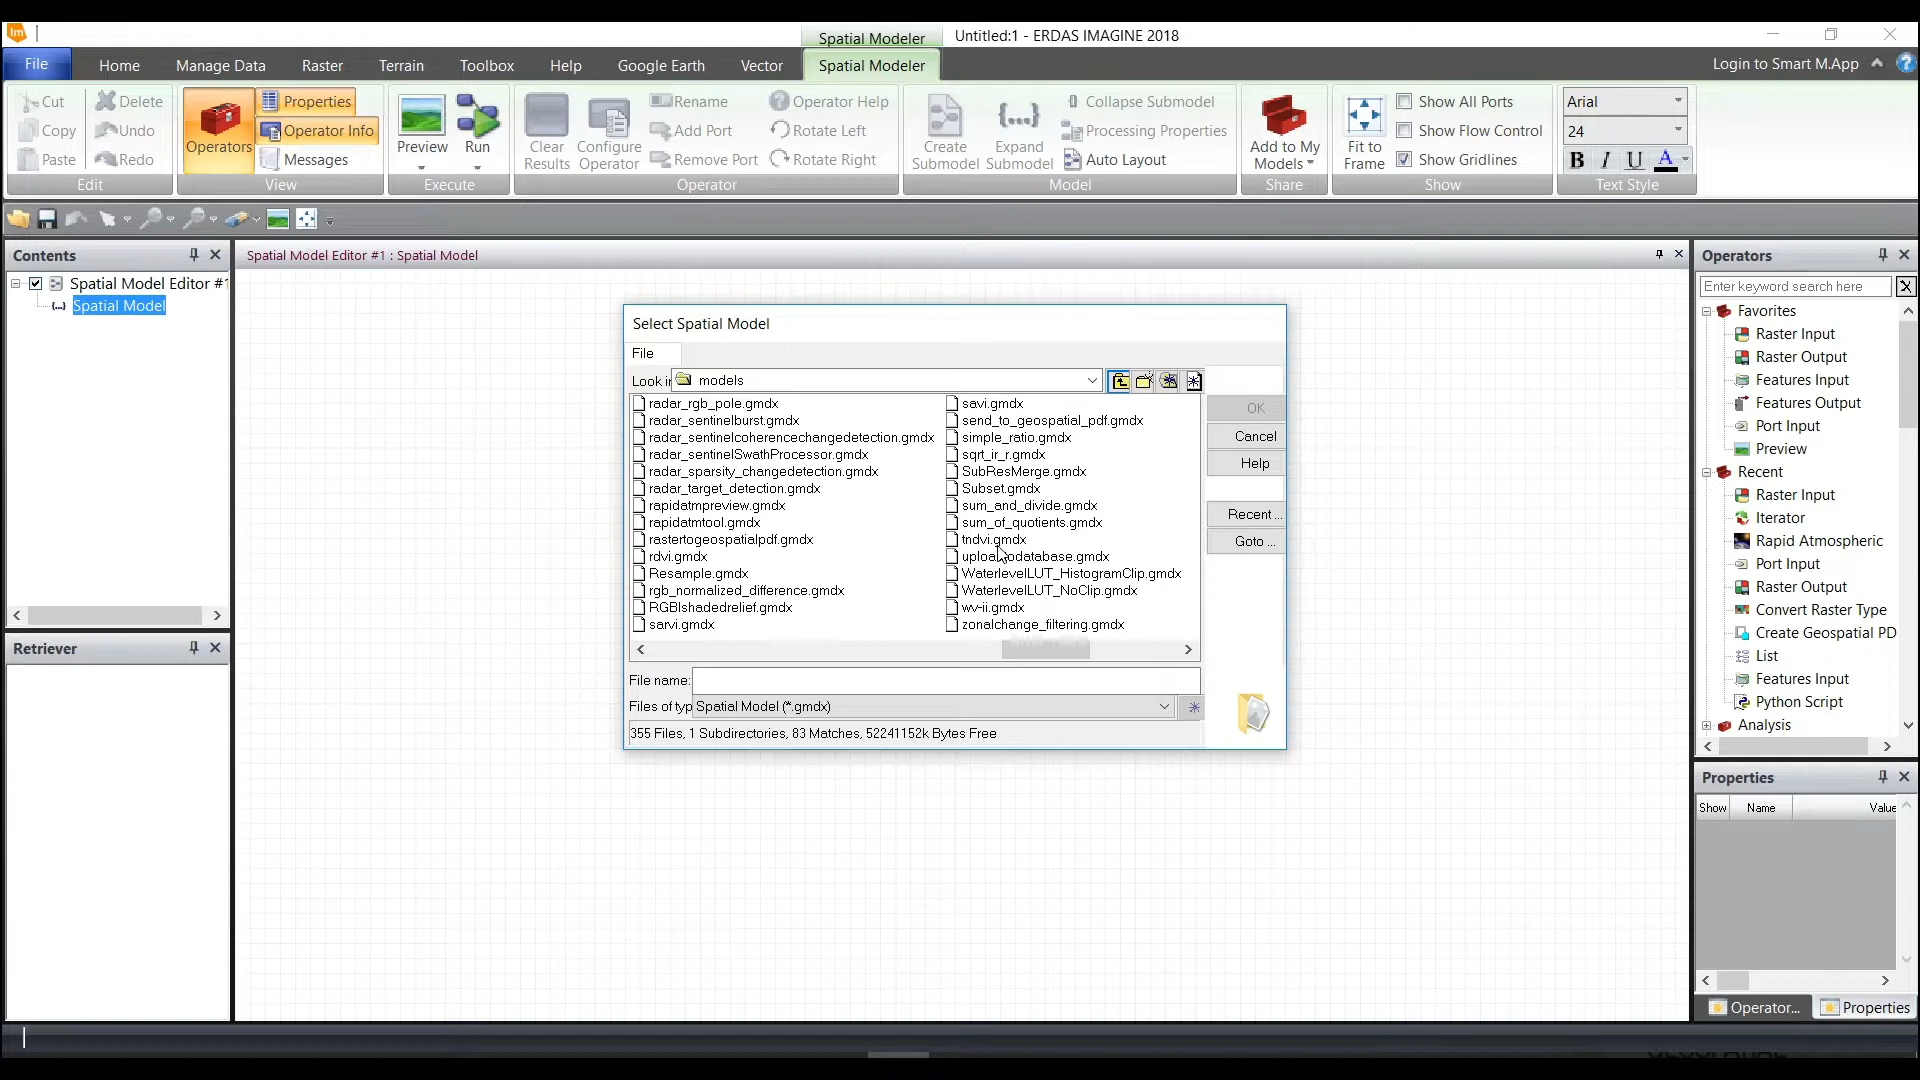 Spatial Modeler
Untitled:1 - ERDAS IMAGINE 2018
File
Home
Manage Data
Raster
Terrain
Toolbox
Help
Google Earth
Vector
Spatial Modeler
Login to Smart M.App
Cut
Copy
Paste
Delete
Undo
Redo
Edit
Operators
Properties
Operator Info
Messages
View
Preview
Run
Execute
Clear
Results
Configure
Operator
Rename
Add Port
Remove Port
Operator Help
Rotate Left
Rotate Right
Operator
Create
Submodel
Expand
Submodel
Collapse Submodel
Processing Properties
Auto Layout
Model
Add to My
Models
Share
Fit to
Frame
Show All Ports
Show Flow Control
Show Gridlines
Show
Arial
24
B I U A
Text Style
Contents
Spatial Model Editor #1
Spatial Model
Retriever
Spatial Model Editor #1 : Spatial Model
Select Spatial Model
File
Look in
models
radar_rgb_pole.gmdx
radar_sentinelburst.gmdx
radar_sentinelcoherencechangedetection.gmdx
radar_sentinelSwathProcessor.gmdx
radar_sparsity_changedetection.gmdx
radar_target_detection.gmdx
rapidatmpreview.gmdx
rapidatmtool.gmdx
rastertogeospatialpdf.gmdx
rdvi.gmdx
Resample.gmdx
rgb_normalized_difference.gmdx
RGBIshadedrelief.gmdx
sarvi.gmdx
savi.gmdx
send_to_geospatial_pdf.gmdx
simple_ratio.gmdx
sqrt_ir_r.gmdx
SubResMerge.gmdx
Subset.gmdx
sum_and_divide.gmdx
sum_of_quotients.gmdx
tndvi.gmdx
uploadtodatabase.gmdx
WaterlevelLUT_HistogramClip.gmdx
WaterlevelLUT_NoClip.gmdx
wv-ii.gmdx
zonalchange_filtering.gmdx
OK
Cancel
Help
Recent ...
Goto ...
File name:
Files of typ
Spatial Model (*.gmdx)
355 Files, 1 Subdirectories, 83 Matches, 52241152k Bytes Free
Operators
Enter keyword search here
Favorites
Raster Input
Raster Output
Features Input
Features Output
Port Input
Preview
Recent
Raster Input
Iterator
Rapid Atmospheric
Port Input
Raster Output
Convert Raster Type
Create Geospatial PD
List
Features Input
Python Script
Analysis
Properties
Show
Name
Value
Operator...
Properties